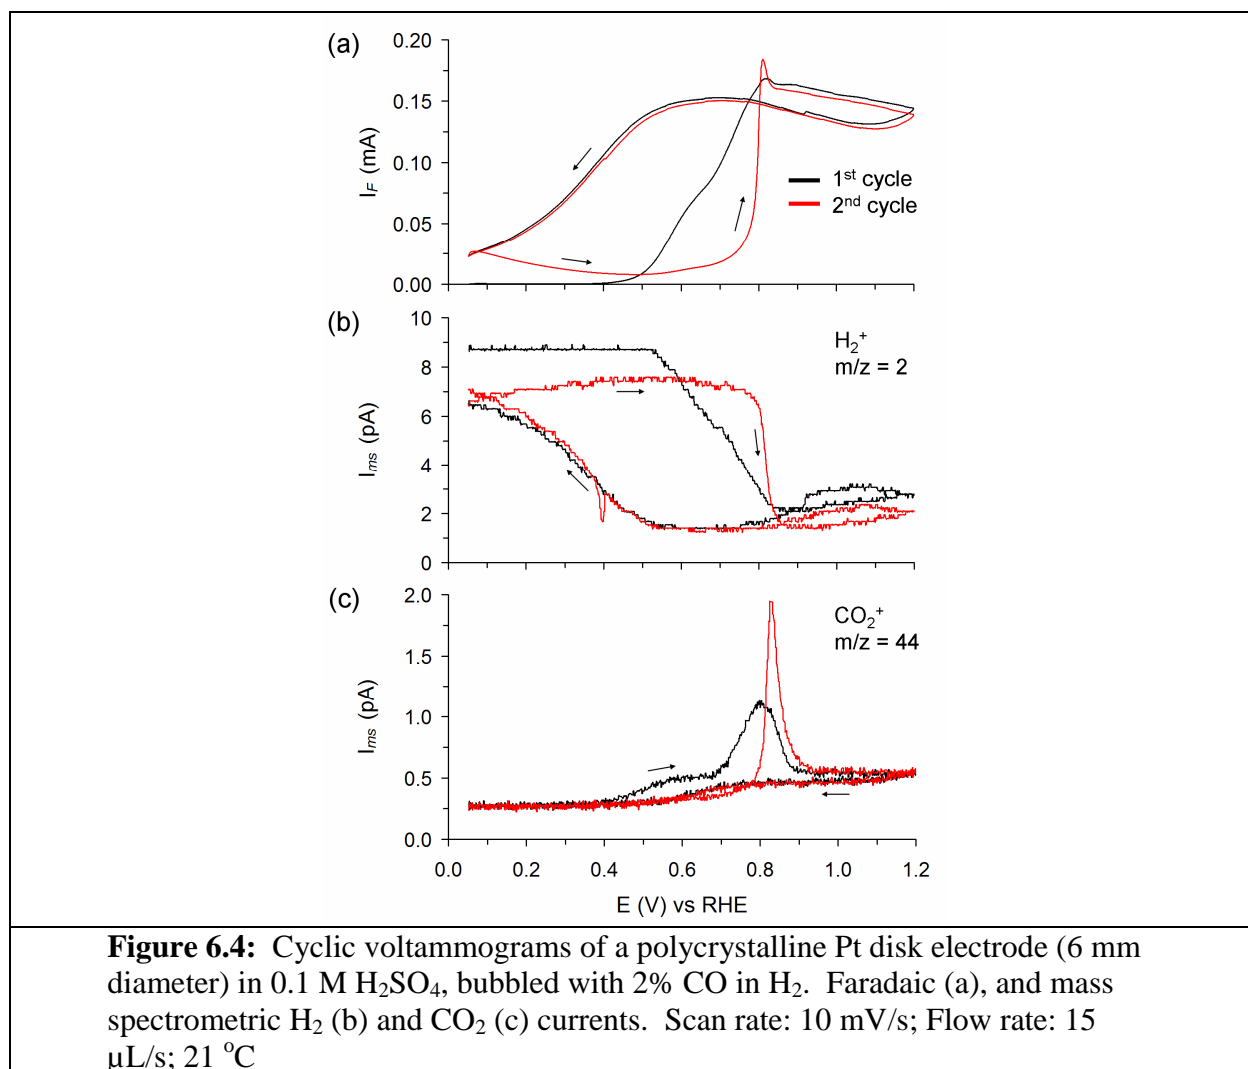 (a)
0.20
0.15
0.10
0.05
0.00
I_F (mA)
1st cycle
2nd cycle
(b)
10
8
6
4
2
0
I_ms (pA)
H₂⁺
m/z = 2
(c)
2.0
1.5
1.0
0.5
0.0
I_ms (pA)
CO₂⁺
m/z = 44
0.0 0.2 0.4 0.6 0.8 1.0 1.2
E (V) vs RHE
Figure 6.4: Cyclic voltammograms of a polycrystalline Pt disk electrode (6 mm
diameter) in 0.1 M H₂SO₄, bubbled with 2% CO in H₂. Faradaic (a), and mass
spectrometric H₂ (b) and CO₂ (c) currents. Scan rate: 10 mV/s; Flow rate: 15
µL/s; 21 °C